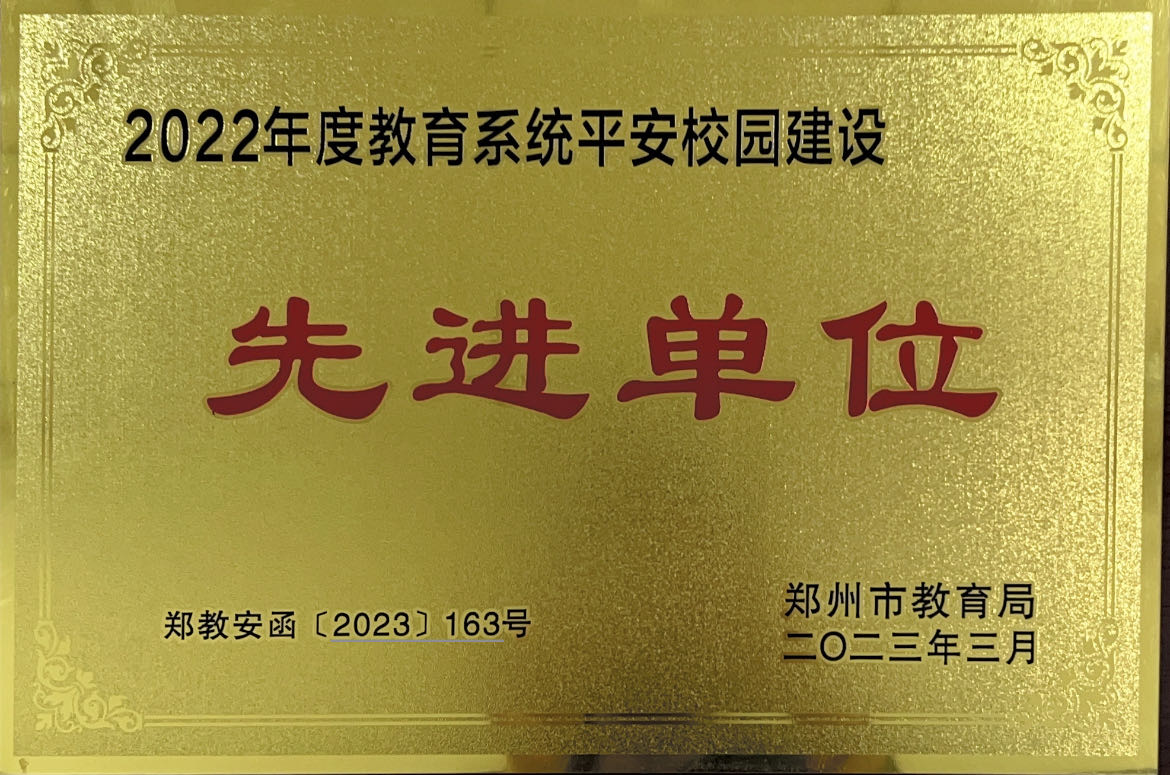 2022年度教育系统平安校园建设
先进单位
郑教安函〔2023〕163号
郑州市教育局
二〇二三年三月